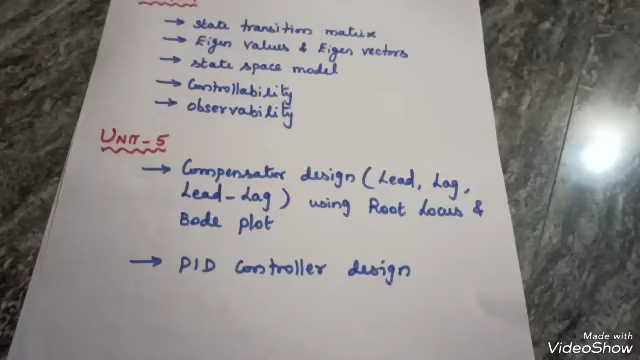 → State transition matrix
→ Eigen values & Eigen vectors
→ state space model
→ Controllability
→ observability
UNIT-5
→ Compensator design (Lead, Lag,
Lead-Lag) using Root Locus &
Bode plot
→ PID Controller design
Made with
VideoShow